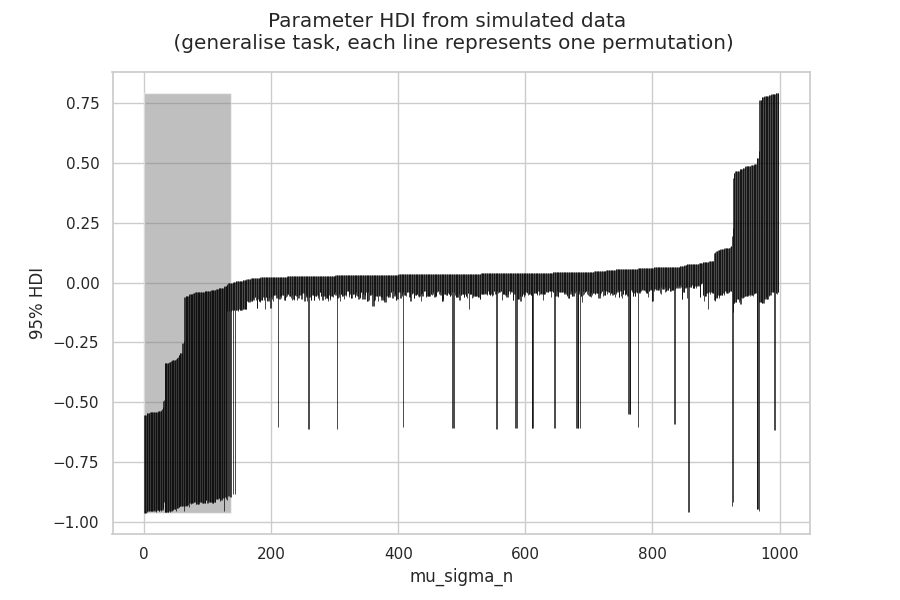 Parameter HDI from simulated data
(generalise task, each line represents one permutation)
95% HDI
0.75
0.50
0.25
0.00
−0.25
−0.50
−0.75
−1.00
0 200 400 600 800 1000
mu_sigma_n